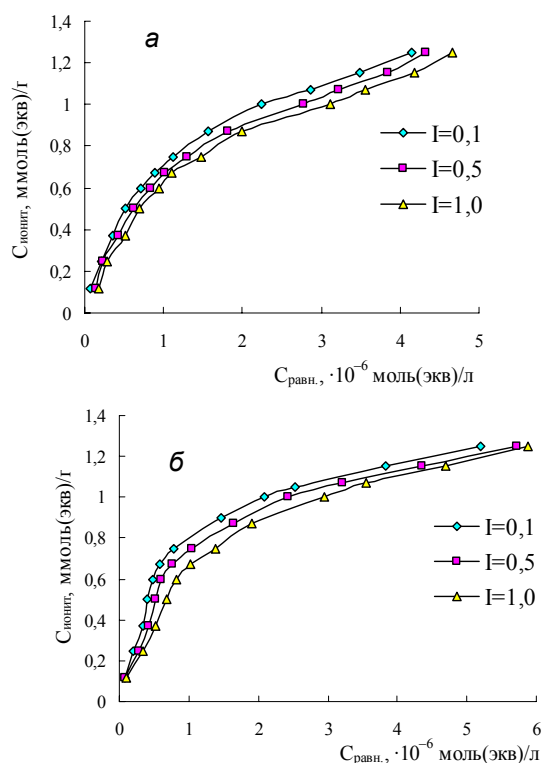 а
Сионит, ммоль(экв)/г
1,4
1,2
1
0,8
0,6
0,4
0,2
0
I=0,1
I=0,5
I=1,0
0 1 2 3 4 5
Сравн., ·10⁻⁶ моль(экв)/л
б
Сионит, ммоль(экв)/г
1,4
1,2
1
0,8
0,6
0,4
0,2
0
I=0,1
I=0,5
I=1,0
0 1 2 3 4 5 6
Сравн., ·10⁻⁶ моль(экв)/л